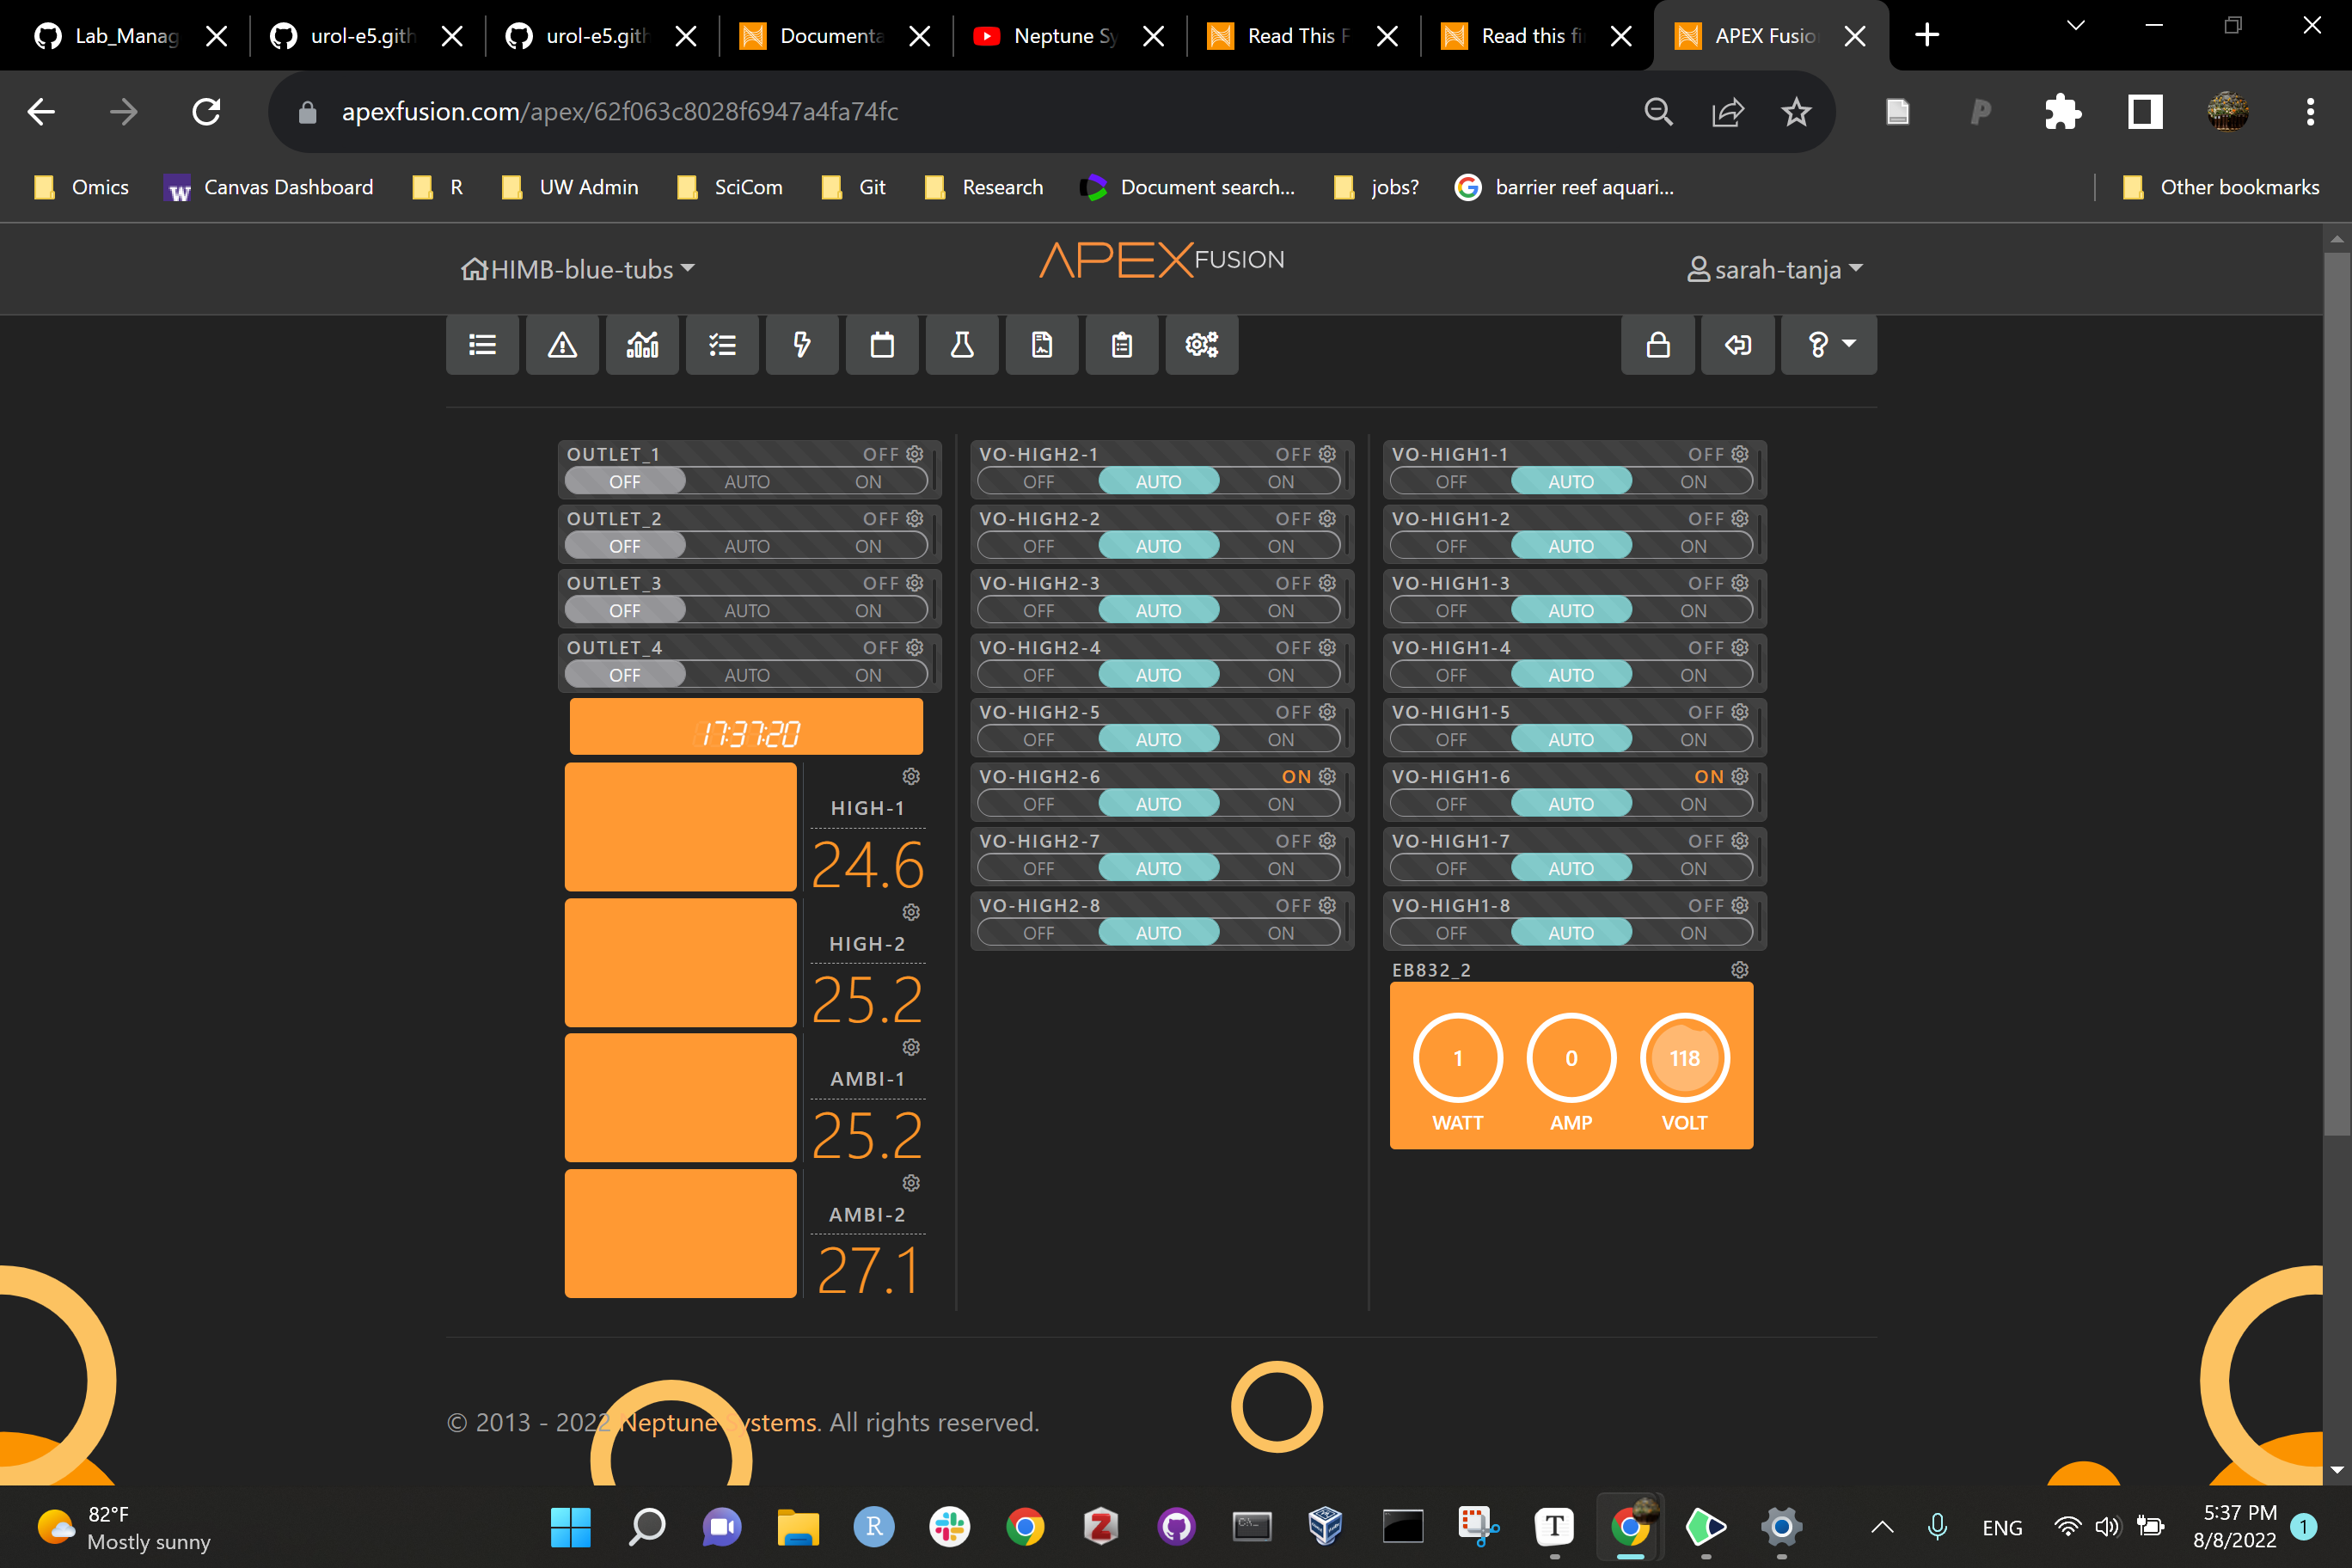 Lab_Manag
urol-e5.gith
urol-e5.gith
Documenta
Neptune Sy
Read This F
Read this fi
APEX Fusio
apexfusion.com/apex/62f063c8028f6947a4fa74fc
Omics
Canvas Dashboard
R
UW Admin
SciCom
Git
Research
Document search...
jobs?
barrier reef aquari...
Other bookmarks
HIMB-blue-tubs
APEX FUSION
sarah-tanja
OUTLET_1 OFF
OFF AUTO ON
OUTLET_2 OFF
OFF AUTO ON
OUTLET_3 OFF
OFF AUTO ON
OUTLET_4 OFF
OFF AUTO ON
17:37:20
HIGH-1
24.6
HIGH-2
25.2
AMBI-1
25.2
AMBI-2
27.1
VO-HIGH2-1 OFF
OFF AUTO ON
VO-HIGH2-2 OFF
OFF AUTO ON
VO-HIGH2-3 OFF
OFF AUTO ON
VO-HIGH2-4 OFF
OFF AUTO ON
VO-HIGH2-5 OFF
OFF AUTO ON
VO-HIGH2-6 ON
OFF AUTO ON
VO-HIGH2-7 OFF
OFF AUTO ON
VO-HIGH2-8 OFF
OFF AUTO ON
VO-HIGH1-1 OFF
OFF AUTO ON
VO-HIGH1-2 OFF
OFF AUTO ON
VO-HIGH1-3 OFF
OFF AUTO ON
VO-HIGH1-4 OFF
OFF AUTO ON
VO-HIGH1-5 OFF
OFF AUTO ON
VO-HIGH1-6 ON
OFF AUTO ON
VO-HIGH1-7 OFF
OFF AUTO ON
VO-HIGH1-8 OFF
OFF AUTO ON
EB832_2
1 0 118
WATT AMP VOLT
© 2013 - 2022 Neptune Systems. All rights reserved.
82°F
Mostly sunny
ENG
5:37 PM
8/8/2022
1